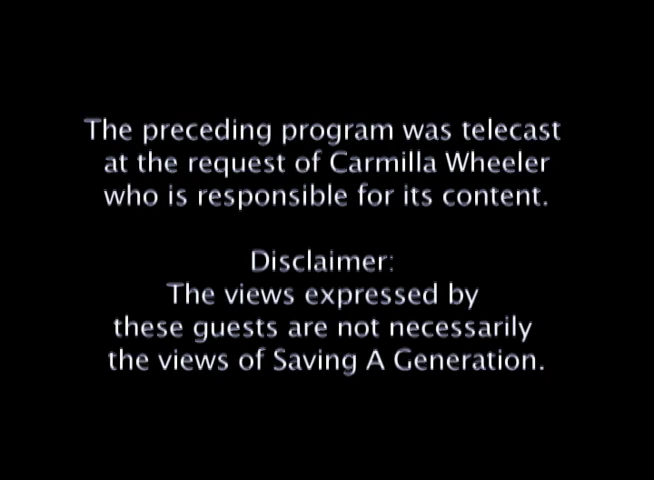 The preceding program was telecast
at the request of Carmilla Wheeler
who is responsible for its content.
Disclaimer:
The views expressed by
these guests are not necessarily
the views of Saving A Generation.